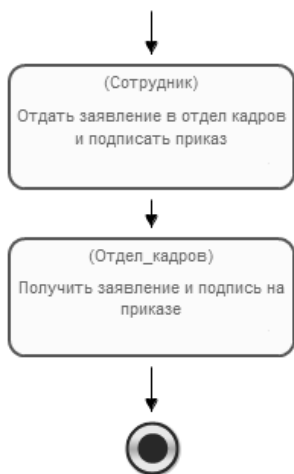 (Сотрудник)
Отдать заявление в отдел кадров
и подписать приказ
(Отдел_кадров)
Получить заявление и подпись на
приказе